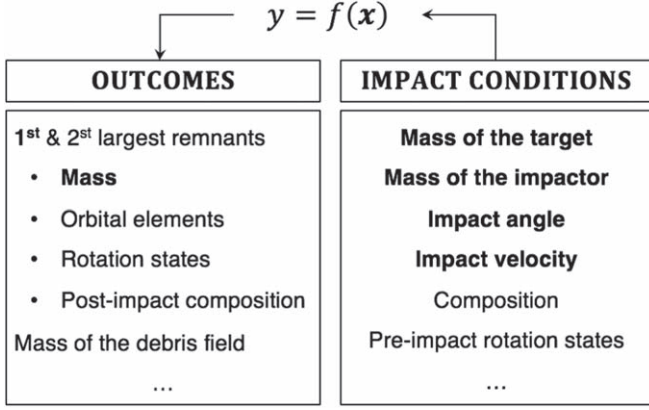 y = f(x)
OUTCOMES
1st & 2st largest remnants
• Mass
• Orbital elements
• Rotation states
• Post-impact composition
Mass of the debris field
...
IMPACT CONDITIONS
Mass of the target
Mass of the impactor
Impact angle
Impact velocity
Composition
Pre-impact rotation states
...